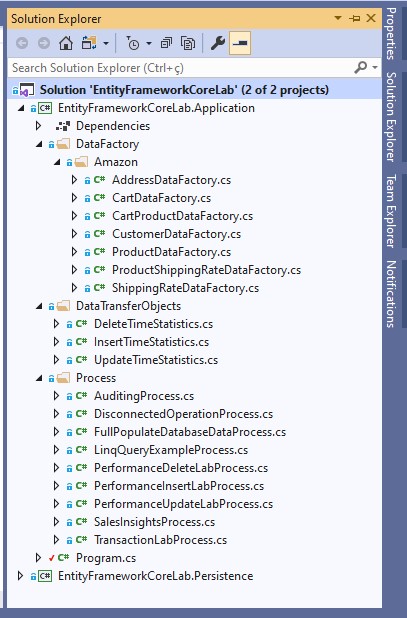 Solution Explorer
Search Solution Explorer (Ctrl+ç)
Solution 'EntityFrameworkCoreLab' (2 of 2 projects)
C# EntityFrameworkCoreLab.Application
Dependencies
DataFactory
Amazon
C# AddressDataFactory.cs
C# CartDataFactory.cs
C# CartProductDataFactory.cs
C# CustomerDataFactory.cs
C# ProductDataFactory.cs
C# ProductShippingRateDataFactory.cs
C# ShippingRateDataFactory.cs
DataTransferObjects
C# DeleteTimeStatistics.cs
C# InsertTimeStatistics.cs
C# UpdateTimeStatistics.cs
Process
C# AuditingProcess.cs
C# DisconnectedOperationProcess.cs
C# FullPopulateDatabaseDataProcess.cs
C# LinqQueryExampleProcess.cs
C# PerformanceDeleteLabProcess.cs
C# PerformanceInsertLabProcess.cs
C# PerformanceUpdateLabProcess.cs
C# SalesInsightsProcess.cs
C# TransactionLabProcess.cs
C# Program.cs
C# EntityFrameworkCoreLab.Persistence
Properties
Solution Explorer
Team Explorer
Notifications